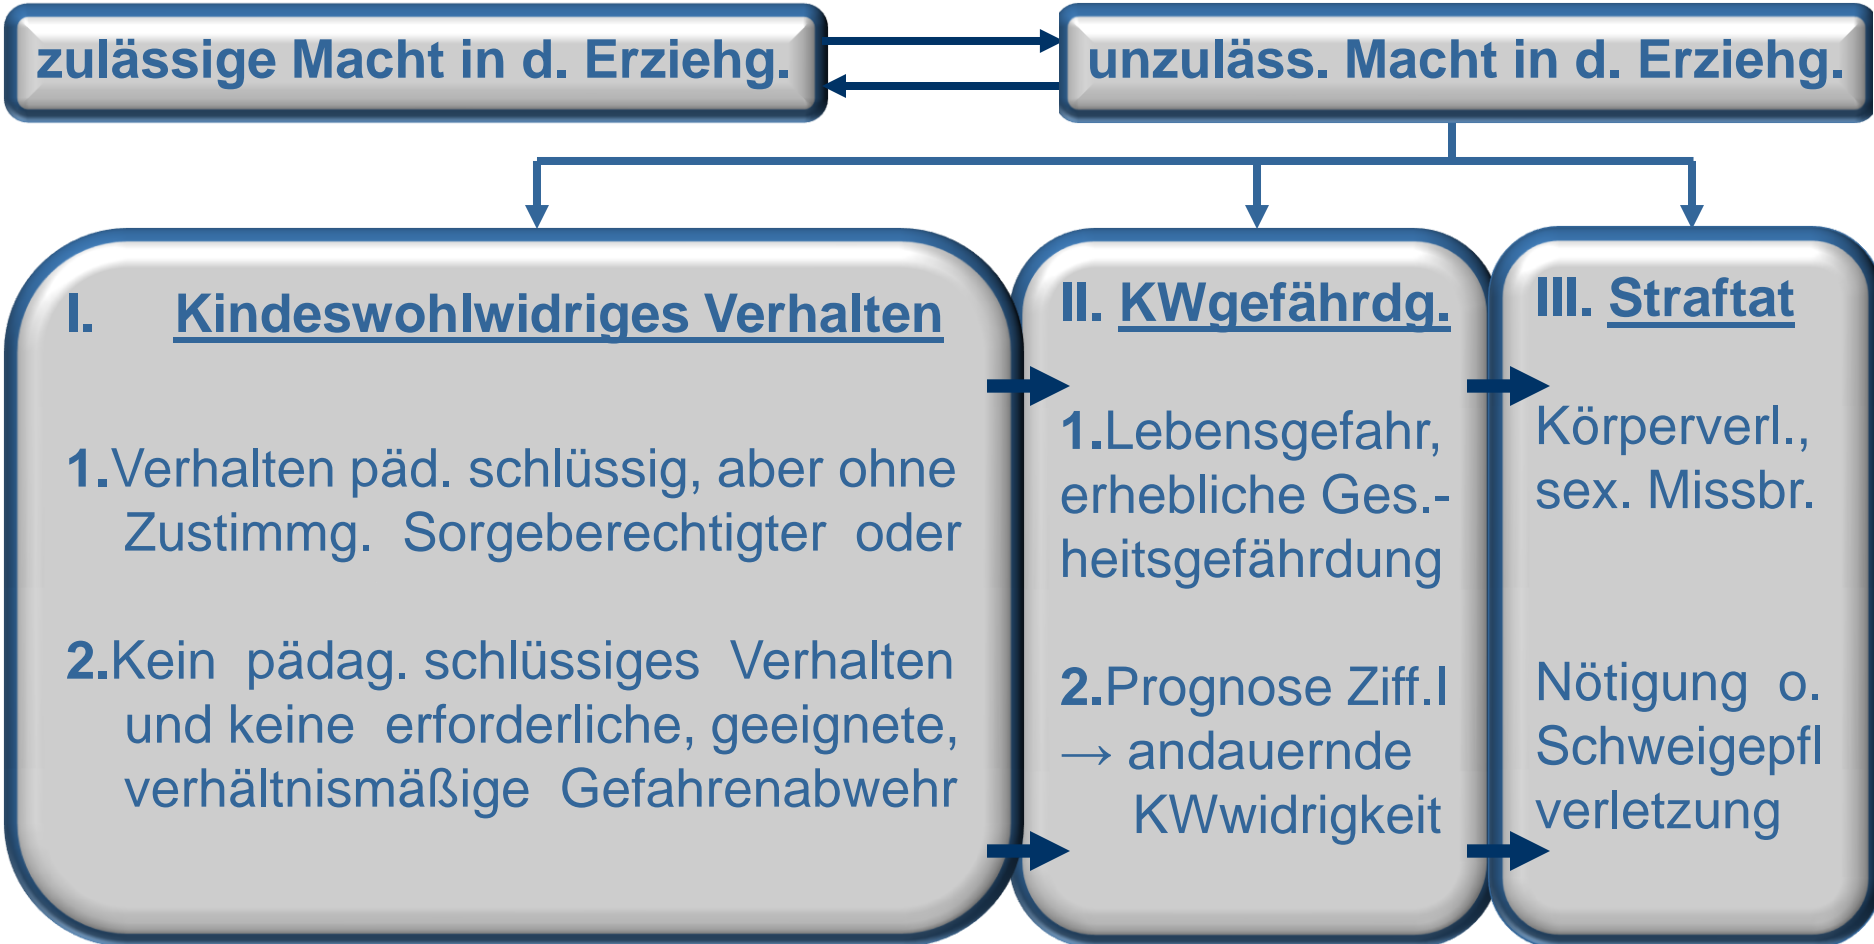 zulässige Macht in d. Erziehg.
unzuläss. Macht in d. Erziehg.
I. Kindeswohlwidriges Verhalten
1.Verhalten päd. schlüssig, aber ohne
Zustimmg. Sorgeberechtigter oder
2.Kein pädag. schlüssiges Verhalten
und keine erforderliche, geeignete,
verhältnismäßige Gefahrenabwehr
II. KWgefährdg.
1.Lebensgefahr,
erhebliche Ges.-
heitsgefährdung
2.Prognose Ziff.I
→ andauernde
KWwidrigkeit
III. Straftat
Körperverl.,
sex. Missbr.
Nötigung o.
Schweigepfl
verletzung